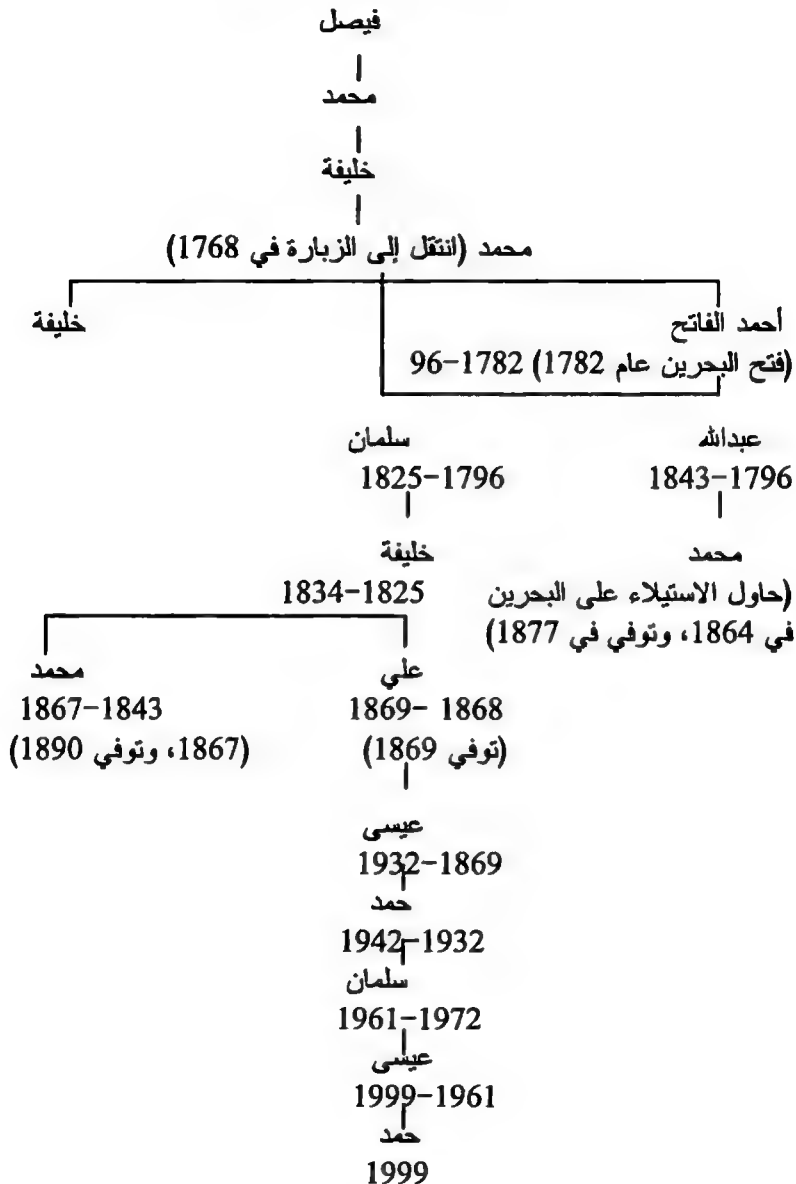 فيصل
محمد
خليفة
محمد (انتقل إلى الزبارة في 1768)
أحمد الفاتح
(فتح البحرين عام 1782) 1782-96
خليفة
عبدالله
1796-1843
سلمان
1796-1825
محمد
(حاول الاستيلاء على البحرين
في 1864، وتوفي في 1877)
خليفة
1825-1834
علي
1868 -1869
(توفي 1869)
محمد
1843-1867
(1867، وتوفي 1890)
عيسى
1869-1932
حمد
1932-1942
سلمان
1972-1961
عيسى
1961-1999
حمد
1999